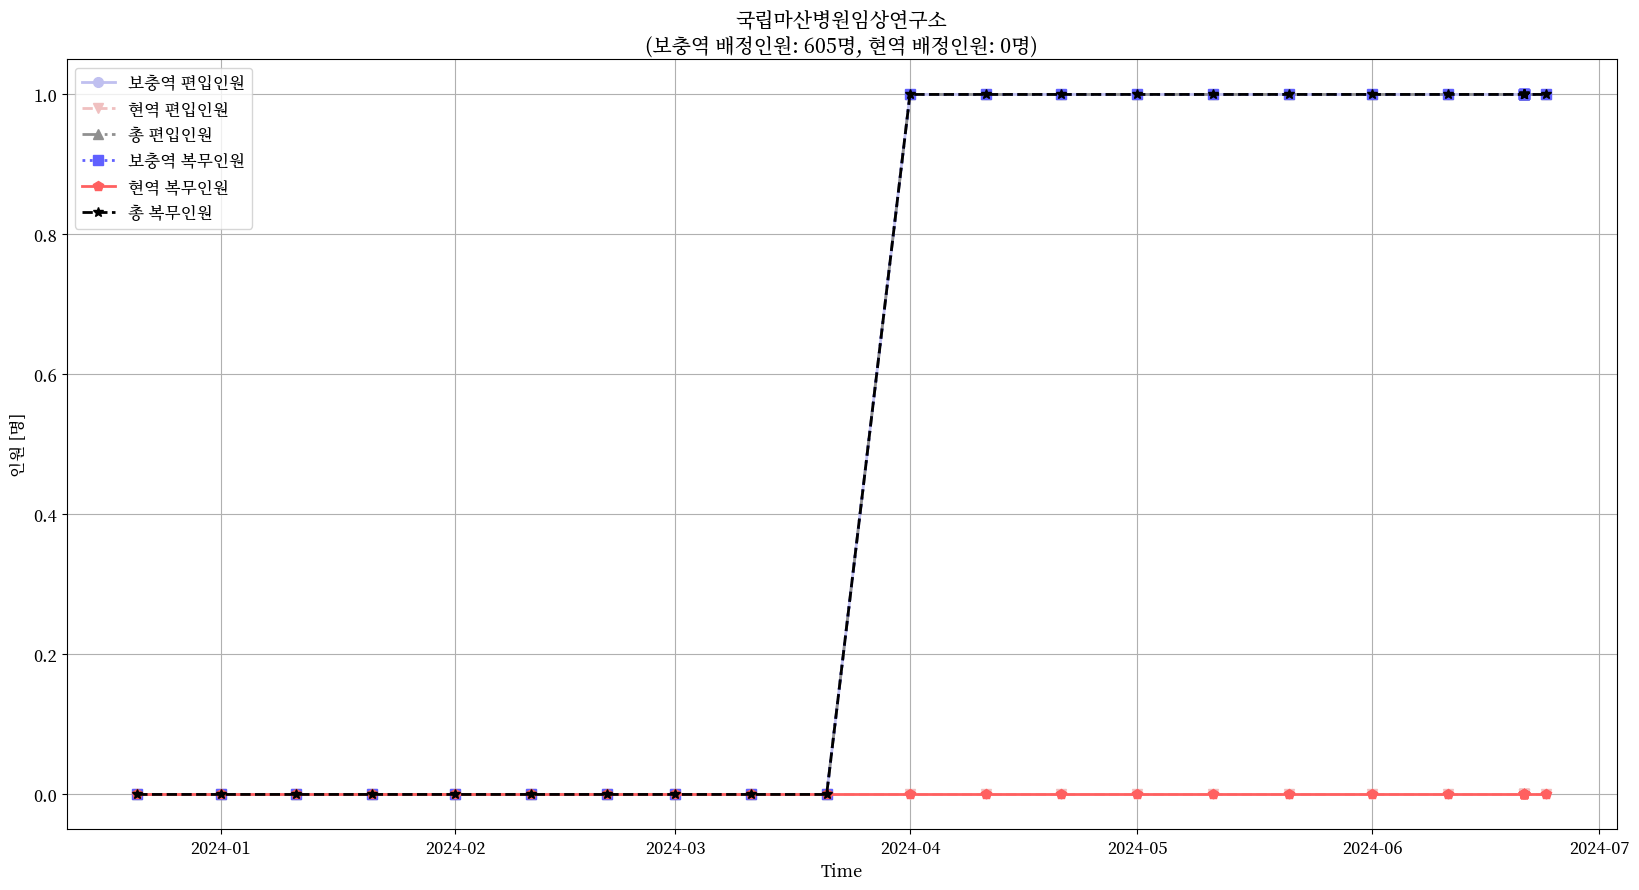 국립마산병원임상연구소
(보충역 배정인원: 605명, 현역 배정인원: 0명)
보충역 편입인원
현역 편입인원
총 편입인원
보충역 복무인원
현역 복무인원
총 복무인원
인원 [명]
1.0
0.8
0.6
0.4
0.2
0.0
2024-01
2024-02
2024-03
2024-04
2024-05
2024-06
2024-07
Time